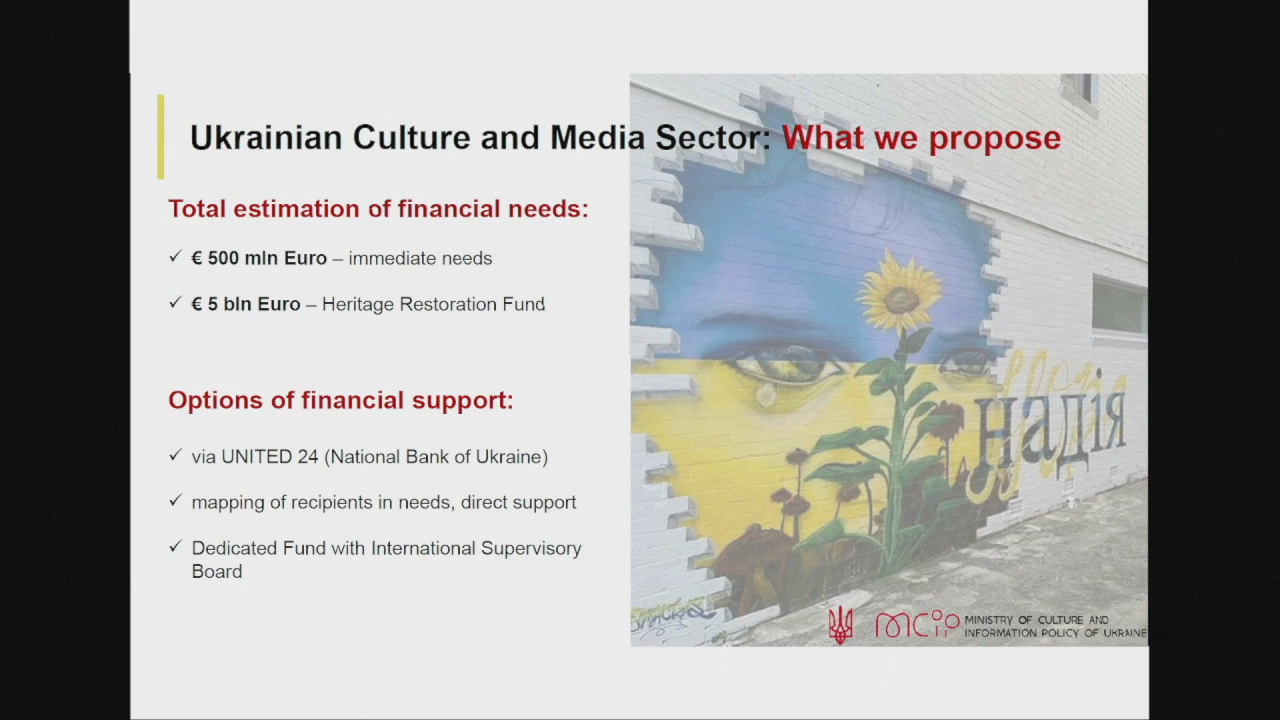 Ukrainian Culture and Media Sector: What we propose
Total estimation of financial needs:
✓ € 500 mln Euro – immediate needs
✓ € 5 bln Euro – Heritage Restoration Fund
Options of financial support:
✓ via UNITED 24 (National Bank of Ukraine)
✓ mapping of recipients in needs, direct support
✓ Dedicated Fund with International Supervisory
Board
надія
mcip
MINISTRY OF CULTURE AND
INFORMATION POLICY OF UKRAINE